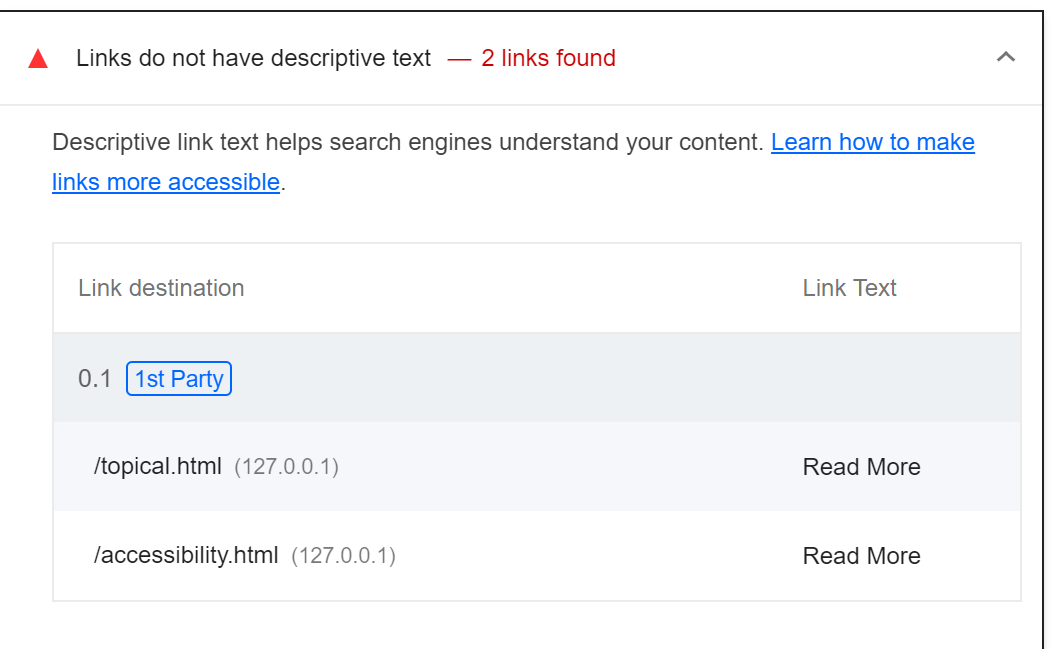 Links do not have descriptive text — 2 links found
Descriptive link text helps search engines understand your content. Learn how to make
links more accessible.
Link destination Link Text
0.1 1st Party
/topical.html (127.0.0.1) Read More
/accessibility.html (127.0.0.1) Read More